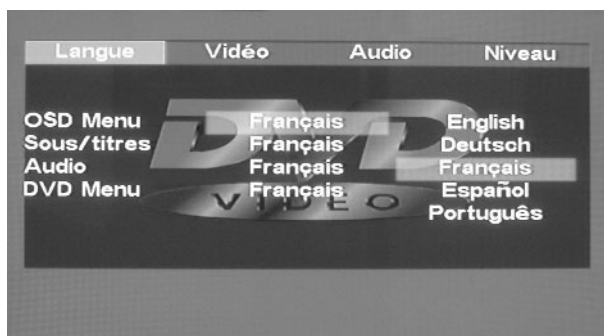 Langue Vidéo Audio Niveau
OSD Menu Français English
Sous/titres Français Deutsch
Audio Français Français
DVD Menu Français Español
Português
DVD
VIDEO